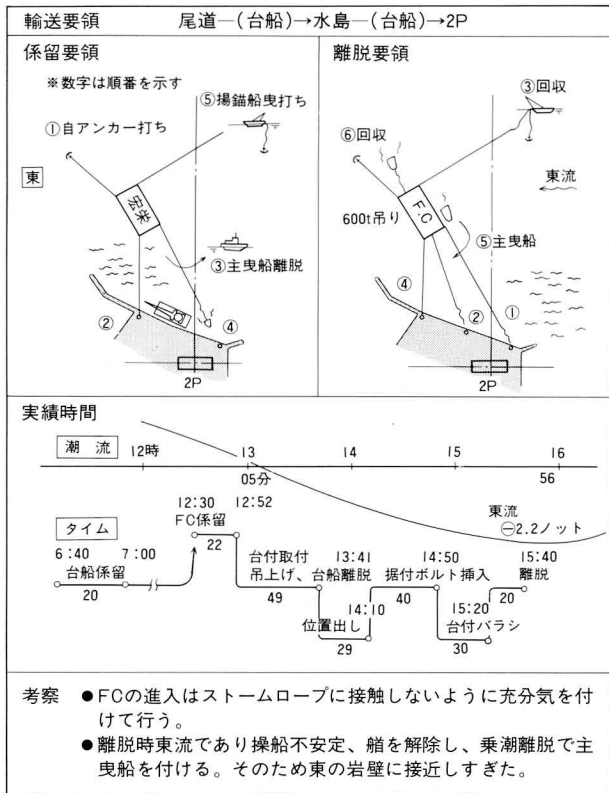 輸送要領　尾道―(台船)→水島―(台船)→2P
係留要領
※数字は順番を示す
⑤揚錨船曳打ち
①自アンカー打ち
東
宏栄
③主曳船離脱
②
④
2P
離脱要領
③回収
⑥回収
東流
F.C
600t吊り
⑤主曳船
④
②
①
2P
実績時間
潮流
12時　13　14　15　16
05分　56
東流
㊀2.2ノット
タイム
12:30　12:52
FC係留
22
6:40　7:00
台船係留
20
台付取付
吊上げ、台船離脱
13:41
49
14:10
位置出し
29
14:50
据付ボルト挿入
40
15:20
台付バラシ
30
15:40
離脱
20
考察　●FCの進入はストームロープに接触しないように充分気を付
けて行う。
●離脱時東流であり操船不安定、艏を解除し、乗潮離脱で主
曳船を付ける。そのため東の岩壁に接近しすぎた。